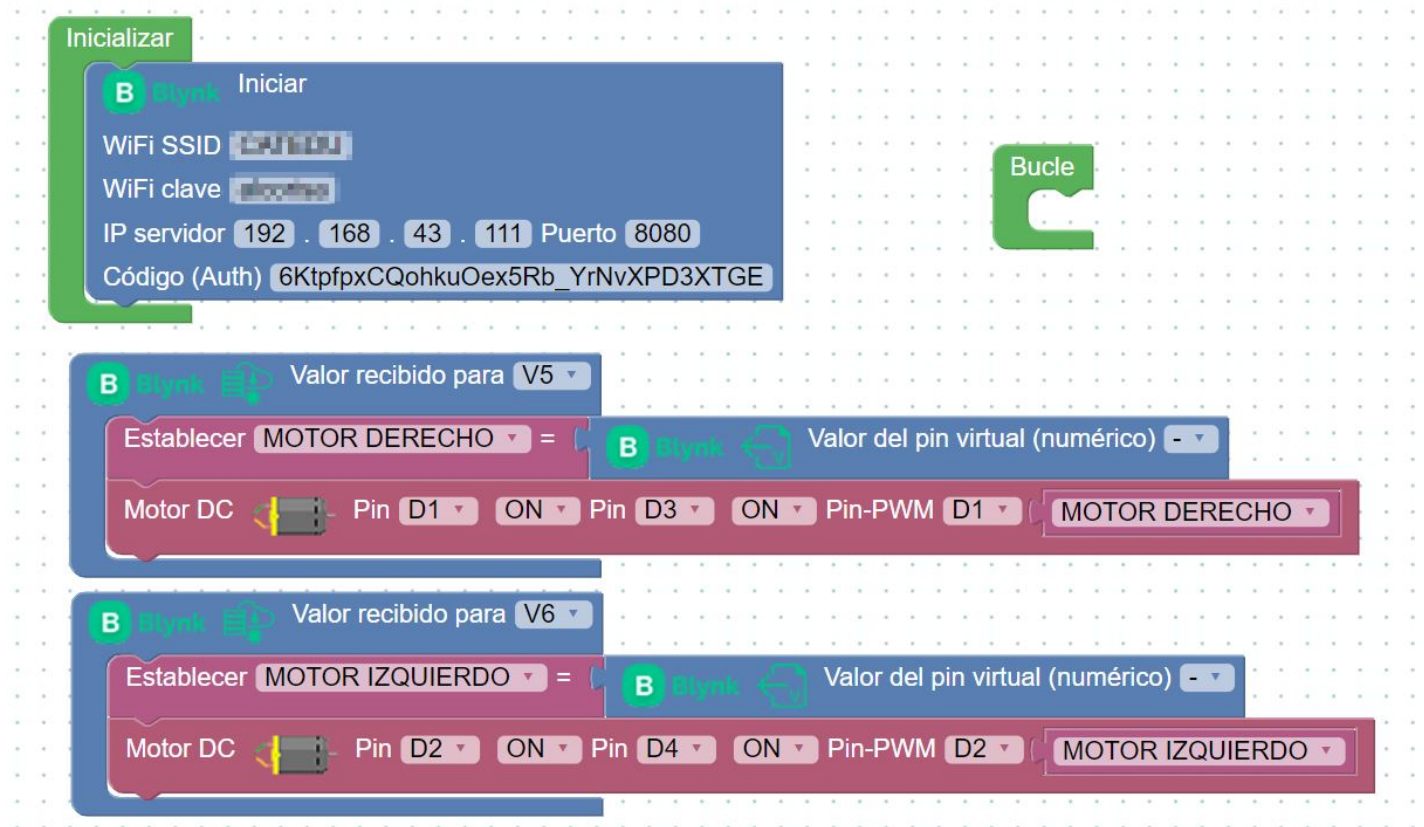 Inicializar
B Blynk Iniciar
WiFi SSID
WiFi clave
IP servidor 192 . 168 . 43 . 111 Puerto 8080
Código (Auth) 6KtpfpxCQohkuOex5Rb_YrNvXPD3XTGE
Bucle
B Blynk Valor recibido para V5
Establecer MOTOR DERECHO = B Blynk V Valor del pin virtual (numérico) -
Motor DC Pin D1 ON Pin D3 ON Pin-PWM D1 MOTOR DERECHO
B Blynk Valor recibido para V6
Establecer MOTOR IZQUIERDO = B Blynk V Valor del pin virtual (numérico) -
Motor DC Pin D2 ON Pin D4 ON Pin-PWM D2 MOTOR IZQUIERDO